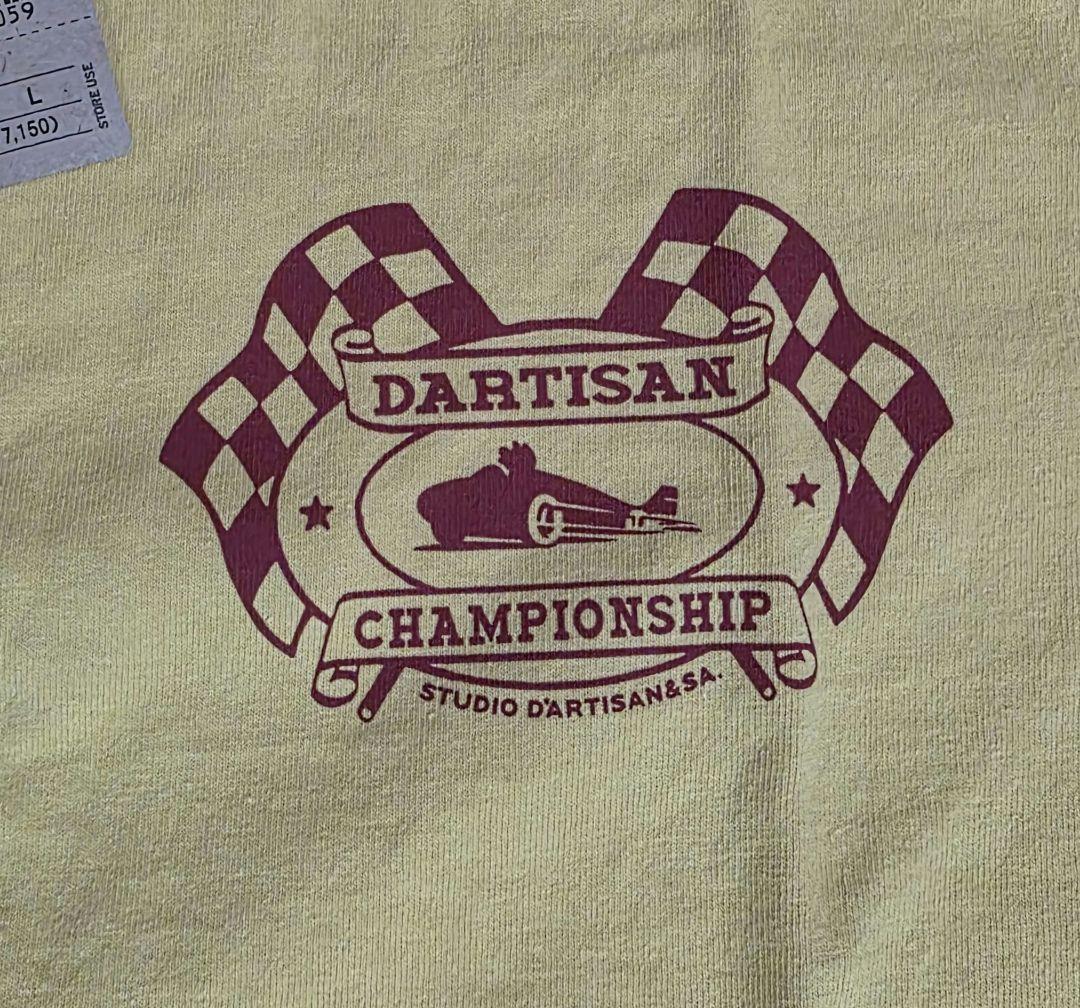 059
L
7,150)
STORE USE
DARTISAN
CHAMPIONSHIP
STUDIO D'ARTISAN&SA.